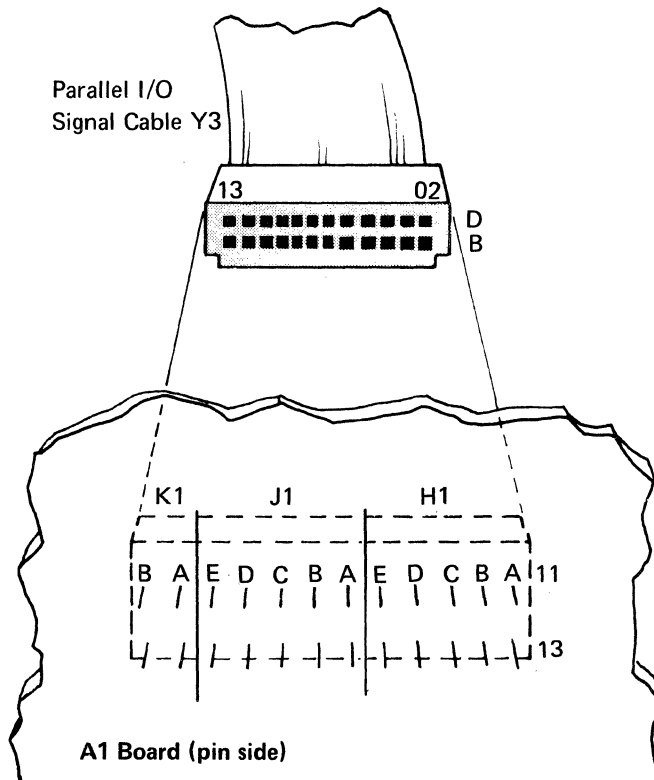 Parallel I/O
Signal Cable Y3
13 02
D
B
K1 J1 H1
B A E D C B A E D C B A 11
13
A1 Board (pin side)